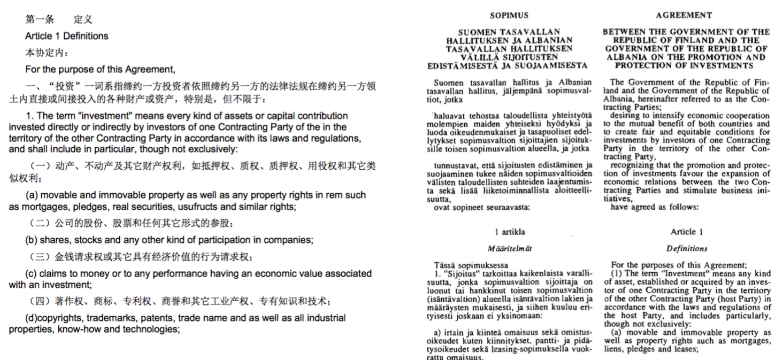 第一条 定义
Article 1 Definitions
本协定内：
For the purpose of this Agreement,
一、“投资”一词系指缔约一方投资者依照缔约另一方的法律法规在缔约另一方领
土内直接或间接投入的各种财产或资产，特别是，但不限于：
1. The term "investment" means every kind of assets or capital contribution
invested directly or indirectly by investors of one Contracting Party of the in the
territory of the other Contracting Party in accordance with its laws and regulations,
and shall include in particular, though not exclusively:
（一）动产、不动产及其它财产权利，如抵押权、质权、质押权、用役权和其它类
似权利；
(a) movable and immovable property as well as any property rights in rem such
as mortgages, pledges, real securities, usufructs and similar rights;
（二）公司的股份、股票和任何其它形式的参股；
(b) shares, stocks and any other kind of participation in companies;
（三）金钱请求权或其它具有经济价值的行为请求权；
(c) claims to money or to any performance having an economic value associated
with an investment;
（四）著作权、商标、专利权、商誉和其它工业产权、专有知识和技术；
(d)copyrights, trademarks, patents, trade name and as well as all industrial
properties, know-how and technologies;
SOPIMUS
SUOMEN TASAVALLAN
HALLITUKSEN JA ALBANIAN
TASAVALLAN HALLITUKSEN
VÄLILLÄ SIJOITUSTEN
EDISTÄMISESTÄ JA SUOJAAMISESTA
Suomen tasavallan hallitus ja Albanian
tasavallan hallitus, jäljempänä sopimusval-
tiot, jotka
haluavat tehostaa taloudellista yhteistyötä
molempien maiden yhteiseksi hyödyksi ja
luoda oikeudenmukaiset ja tasapuoliset edel-
lytykset sopimusvaltion sijoittajien sijoituk-
sille toisen sopimusvaltion alueella, ja jotka
tunnustavat, että sijoitusten edistäminen ja
suojaaminen tukee näiden sopimusvaltioiden
välisten taloudellisten suhteiden laajentumis-
ta sekä lisää liiketoiminnallista aloitteelli-
suutta,
ovat sopineet seuraavasta:
1 artikla
Määritelmät
Tässä sopimuksessa
1. "Sijoitus" tarkoittaa kaikenlaista varalli-
suutta, jonka sopimusvaltion sijoittaja on
luonut tai hankkinut toisen sopimusvaltion
(isäntävaltion) alueella isäntävaltion lakien ja
määräysten mukaisesti, ja siihen kuuluu eri-
tyisesti joskaan ei yksinomaan:
a) irtain ja kiinteä omaisuus sekä omistus-
oikeudet kuten kiinnitykset, pantti- ja pidä-
tysoikeudet sekä leasing-sopimuksella vuok-
rattu omaisuus.
AGREEMENT
BETWEEN THE GOVERNMENT OF THE
REPUBLIC OF FINLAND AND THE
GOVERNMENT OF THE REPUBLIC OF
ALBANIA ON THE PROMOTION AND
PROTECTION OF INVESTMENTS
The Government of the Republic of Fin-
land and the Government of the Republic of
Albania, hereinafter referred to as the Con-
tracting Parties;
desiring to intensify economic cooperation
to the mutual benefit of both countries and
to create fair and equitable conditions for
investments by investors of one Contracting
Party in the territory of the other Con-
tracting Party,
recognizing that the promotion and protec-
tion of investments favour the expansion of
economic relations between the two Con-
tracting Parties and stimulate business ini-
tiatives,
have agreed as follows:
Article 1
Definitions
For the purposes of this Agreement;
(1) The term "Investment" means any kind
of asset, established or acquired by an inves-
tor of one Contracting Party in the territory
of the other Contracting Party (host Party) in
accordance with the laws and regulations of
the host Party, and includes particularly,
though not exclusively:
(a) movable and immovable property as
well as property rights such as mortgages,
liens, pledges and leases;